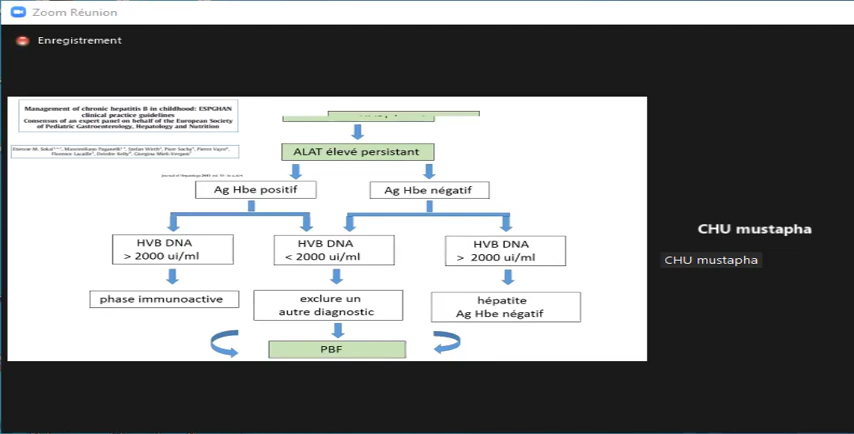 Zoom Réunion
Enregistrement
Management of chronic hepatitis B in childhood: ESPGHAN
clinical practice guidelines
Consensus of an expert panel on behalf of the European Society
of Pediatric Gastroenterology, Hepatology and Nutrition
ALAT élevé persistant
Ag Hbe positif
Ag Hbe négatif
HVB DNA
> 2000 ui/ml
HVB DNA
< 2000 ui/ml
HVB DNA
> 2000 ui/ml
phase immunoactive
exclure un
autre diagnostic
hépatite
Ag Hbe négatif
PBF
CHU mustapha
CHU mustapha